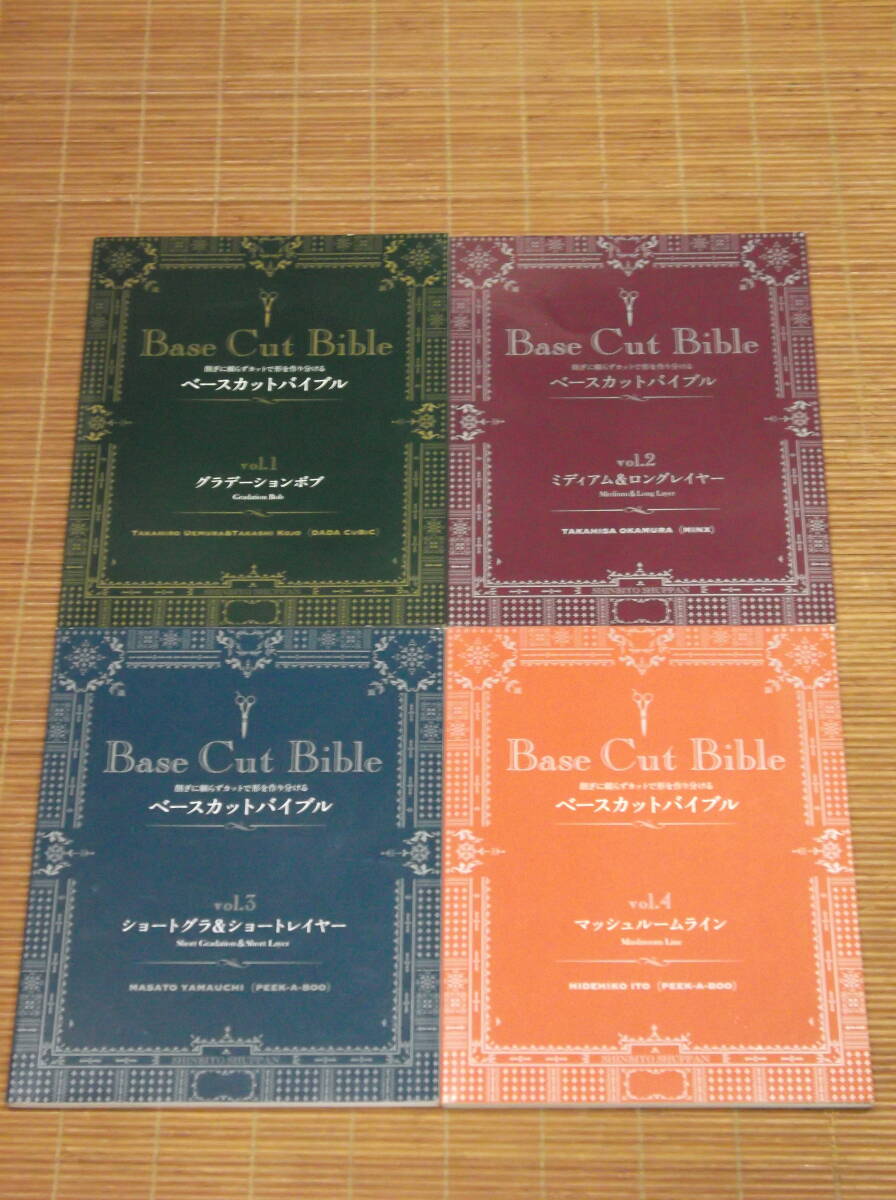 Base Cut Bible
削ぎに頼らずカットで形を作り分ける
ベースカットバイブル
vol.1
グラデーションボブ
Gradation Bob
TAKAHIRO UEMURA&TAKASHI KOJO (DADA CuBiC)
Base Cut Bible
削ぎに頼らずカットで形を作り分ける
ベースカットバイブル
vol.2
ミディアム&ロングレイヤー
Medium&Long Layer
TAKAHISA OKAMURA (MINX)
SHINBIYO SHUPPAN
Base Cut Bible
削ぎに頼らずカットで形を作り分ける
ベースカットバイブル
vol.3
ショートグラ&ショートレイヤー
Short Gradation&Short Layer
MASATO YAMAUCHI (PEEK-A-BOO)
SHINBIYO SHUPPAN
Base Cut Bible
削ぎに頼らずカットで形を作り分ける
ベースカットバイブル
vol.4
マッシュルームライン
Mushroom Line
HIDEHIKO ITO (PEEK-A-BOO)
SHINBIYO SHUPPAN